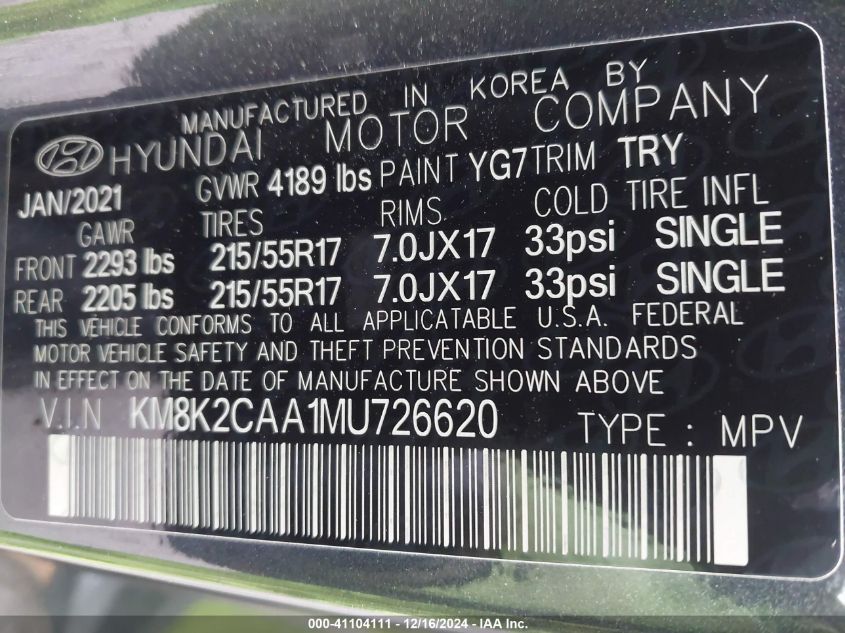 MANUFACTURED IN KOREA BY
HYUNDAI MOTOR COMPANY
JAN/2021 GVWR 4189 lbs PAINT YG7 TRIM TRY
GAWR TIRES RIMS COLD TIRE INFL
FRONT 2293 lbs 215/55R17 7.0JX17 33psi SINGLE
REAR 2205 lbs 215/55R17 7.0JX17 33psi SINGLE
THIS VEHICLE CONFORMS TO ALL APPLICATABLE U.S.A. FEDERAL
MOTOR VEHICLE SAFETY AND THEFT PREVENTION STANDARDS
IN EFFECT ON THE DATE OF MANUFACTURE SHOWN ABOVE
V.I.N KM8K2CAA1MU726620 TYPE : MPV
000-41104111 - 12/16/2024 - IAA Inc.